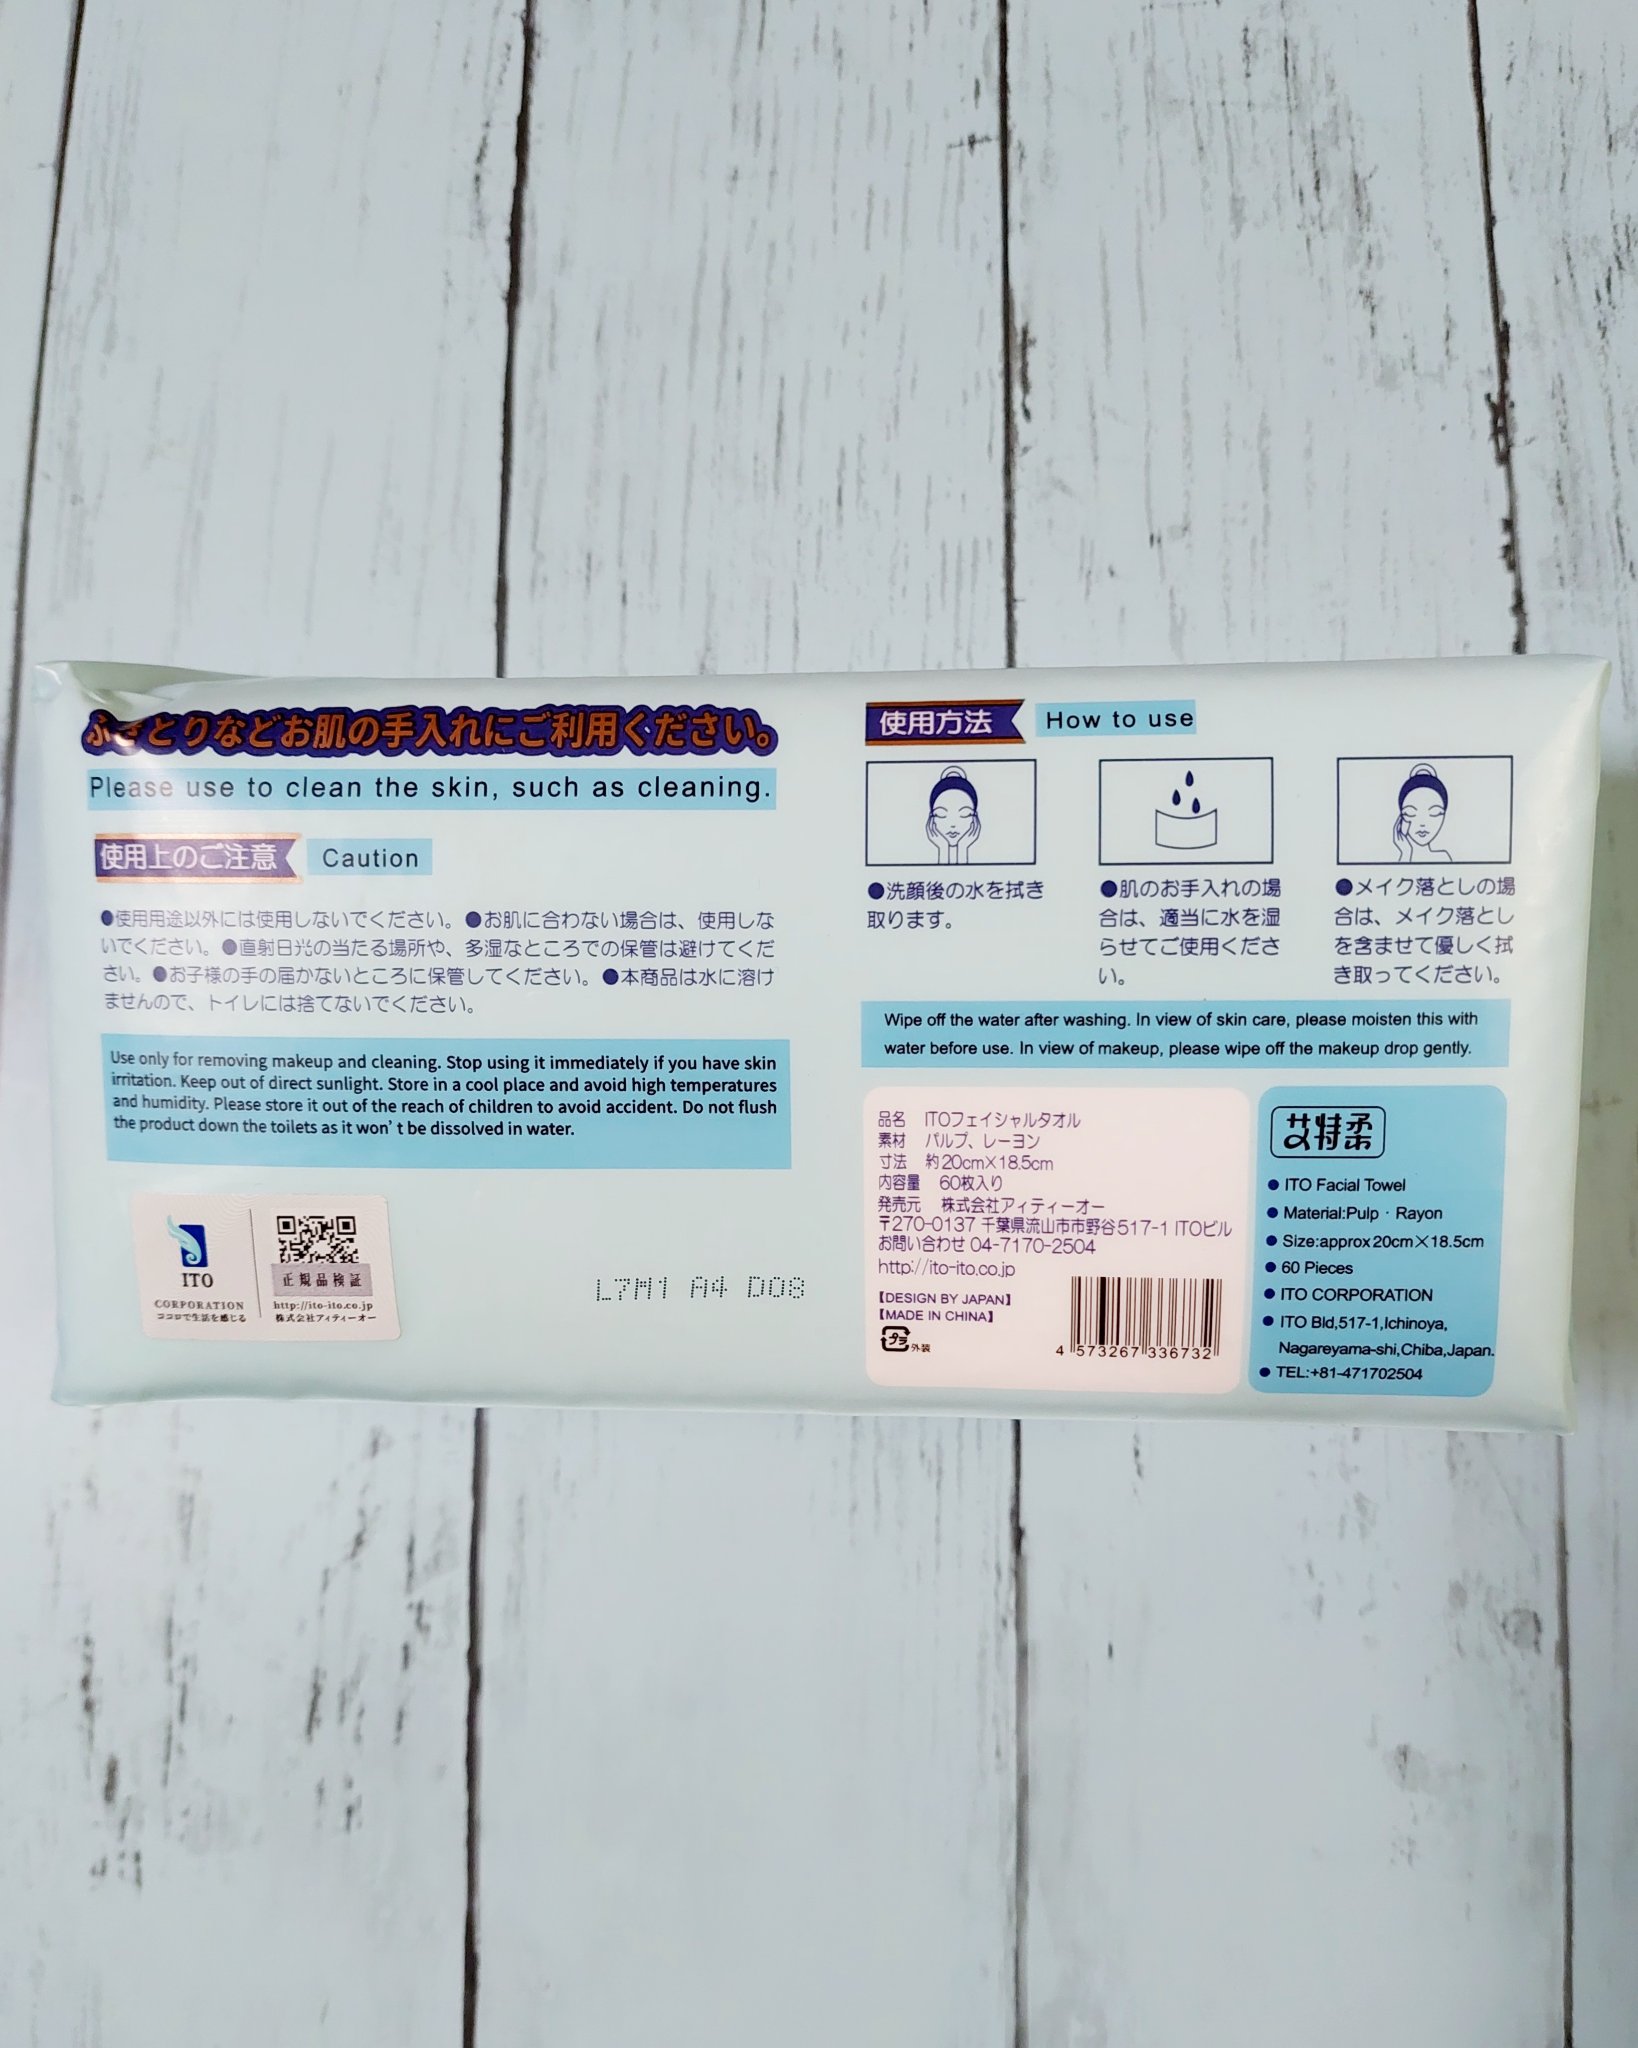 ふきとりなどお肌の手入れにご利用ください。
Please use to clean the skin, such as cleaning.
使用上のご注意
Caution
●使用用途以外には使用しないでください。●お肌に合わない場合は、使用しな
いでください。●直射日光の当たる場所や、多湿なところでの保管は避けてくだ
さい。●お子様の手の届かないところに保管してください。●本商品は水に溶け
ませんので、トイレには捨てないでください。
Use only for removing makeup and cleaning. Stop using it immediately if you have skin
irritation. Keep out of direct sunlight. Store in a cool place and avoid high temperatures
and humidity. Please store it out of the reach of children to avoid accident. Do not flush
the product down the toilets as it won't be dissolved in water.
ITO
CORPORATION
ココロで生活を感じる
正規品検証
http://ito-ito.co.jp
株式会社アイティーオー
L7M1 A4 D08
使用方法
How to use
●洗顔後の水を拭き
取ります。
●肌のお手入れの場
合は、適当に水を湿
らせてご使用くださ
い。
●メイク落としの場
合は、メイク落とし
を含ませて優しく拭
き取ってください。
Wipe off the water after washing. In view of skin care, please moisten this with
water before use. In view of makeup, please wipe off the makeup drop gently.
品名 ITOフェイシャルタオル
素材 パルプ、レーヨン
寸法 約20cm×18.5cm
内容量 60枚入り
発売元 株式会社アィティーオー
〒270-0137 千葉県流山市市野谷517-1 ITOビル
お問い合わせ 04-7170-2504
http://ito-ito.co.jp
【DESIGN BY JAPAN】
【MADE IN CHINA】
プラ 外装
4 573267 336732
艾特柔
● ITO Facial Towel
● Material:Pulp · Rayon
● Size:approx20cm×18.5cm
● 60 Pieces
● ITO CORPORATION
● ITO Bld,517-1,Ichinoya,
Nagareyama-shi,Chiba,Japan.
● TEL:+81-471702504